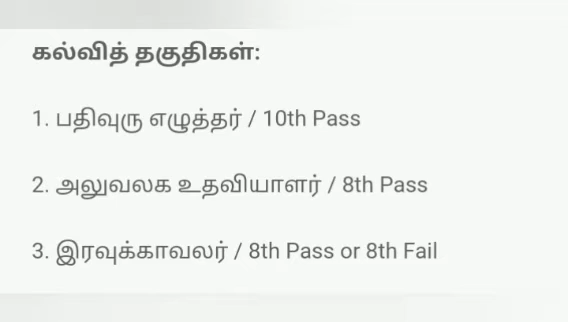 கல்வித் தகுதிகள்:
1. பதிவுரு எழுத்தர் / 10th Pass
2. அலுவலக உதவியாளர் / 8th Pass
3. இரவுக்காவலர் / 8th Pass or 8th Fail